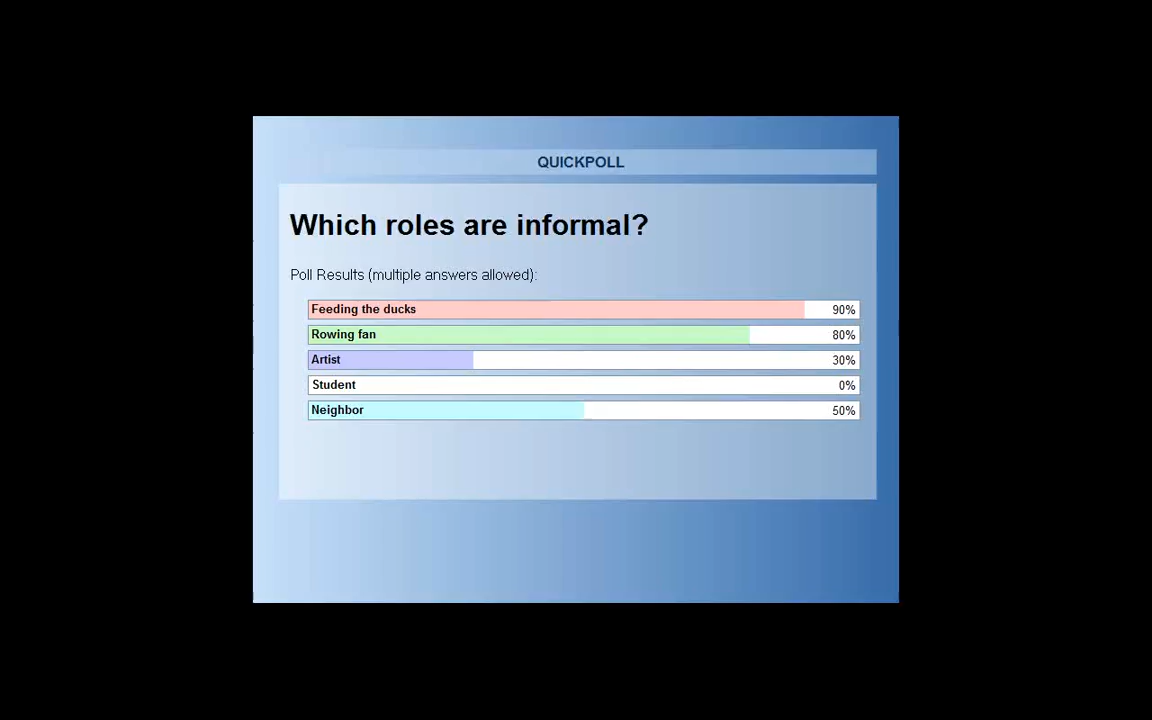 QUICKPOLL
Which roles are informal?
Poll Results (multiple answers allowed):
Feeding the ducks 90%
Rowing fan 80%
Artist 30%
Student 0%
Neighbor 50%